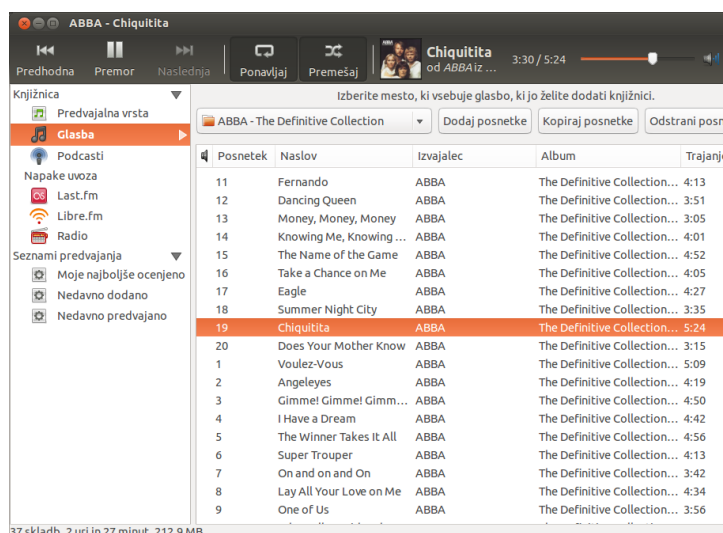 ABBA - Chiquitita
Predhodna Premor Naslednja Ponavljaj Premešaj
Chiquitita
od ABBA iz ...
3:30 / 5:24
Knjižnica
Predvajalna vrsta
Glasba
Podcasti
Napake uvoza
Last.fm
Libre.fm
Radio
Seznami predvajanja
Moje najboljše ocenjeno
Nedavno dodano
Nedavno predvajano
Izberite mesto, ki vsebuje glasbo, ki jo želite dodati knjižnici.
ABBA - The Definitive Collection Dodaj posnetke Kopiraj posnetke Odstrani posn
Posnetek Naslov Izvajalec Album Trajanje
11 Fernando ABBA The Definitive Collection... 4:13
12 Dancing Queen ABBA The Definitive Collection... 3:51
13 Money, Money, Money ABBA The Definitive Collection... 3:05
14 Knowing Me, Knowing ... ABBA The Definitive Collection... 4:01
15 The Name of the Game ABBA The Definitive Collection... 4:52
16 Take a Chance on Me ABBA The Definitive Collection... 4:05
17 Eagle ABBA The Definitive Collection... 4:27
18 Summer Night City ABBA The Definitive Collection... 3:35
19 Chiquitita ABBA The Definitive Collection... 5:24
20 Does Your Mother Know ABBA The Definitive Collection... 3:15
1 Voulez-Vous ABBA The Definitive Collection... 5:09
2 Angeleyes ABBA The Definitive Collection... 4:19
3 Gimme! Gimme! Gimm... ABBA The Definitive Collection... 4:50
4 I Have a Dream ABBA The Definitive Collection... 4:42
5 The Winner Takes It All ABBA The Definitive Collection... 4:56
6 Super Trouper ABBA The Definitive Collection... 4:13
7 On and on and On ABBA The Definitive Collection... 3:42
8 Lay All Your Love on Me ABBA The Definitive Collection... 4:34
9 One of Us ABBA The Definitive Collection... 3:56
37 skladb, 2 uri in 27 minut, 212,9 MB